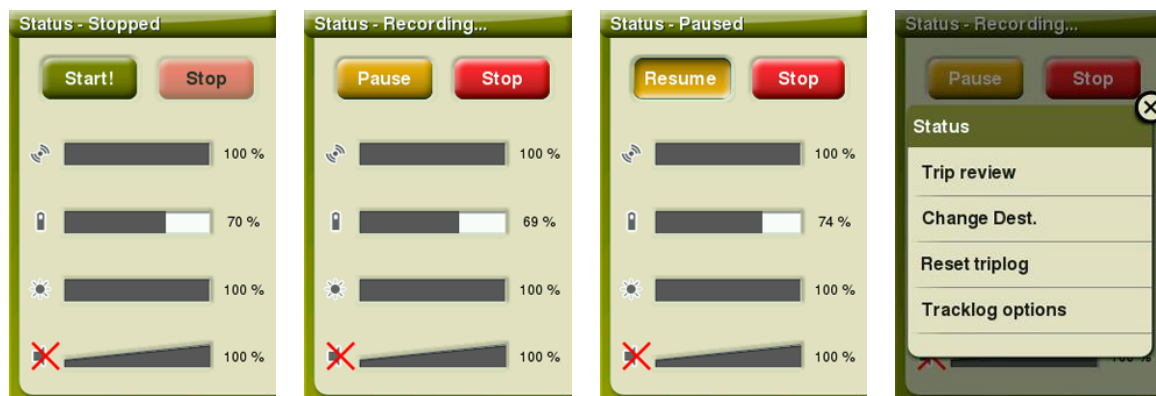 Status - Stopped
Start!
Stop
100 %
70 %
100 %
100 %
Status - Recording...
Pause
Stop
100 %
69 %
100 %
100 %
Status - Paused
Resume
Stop
100 %
74 %
100 %
100 %
Status - Recording...
Pause
Stop
Status
Trip review
Change Dest.
Reset triplog
Tracklog options